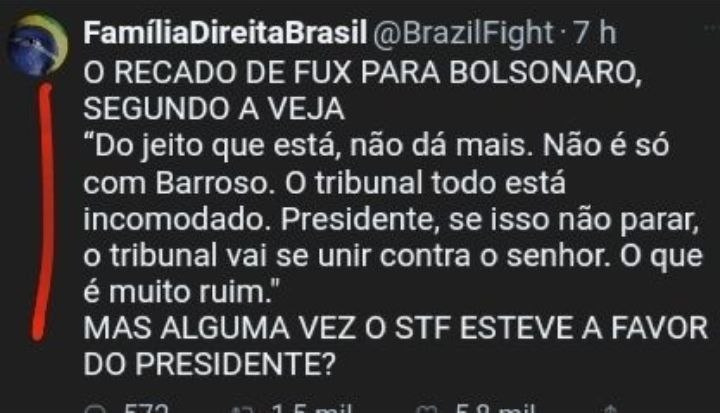 FamíliaDireitaBrasil @BrazilFight · 7 h
O RECADO DE FUX PARA BOLSONARO,
SEGUNDO A VEJA
“Do jeito que está, não dá mais. Não é só
com Barroso. O tribunal todo está
incomodado. Presidente, se isso não parar,
o tribunal vai se unir contra o senhor. O que
é muito ruim."
MAS ALGUMA VEZ O STF ESTEVE A FAVOR
DO PRESIDENTE?
572 1,5 mil 5,8 mil